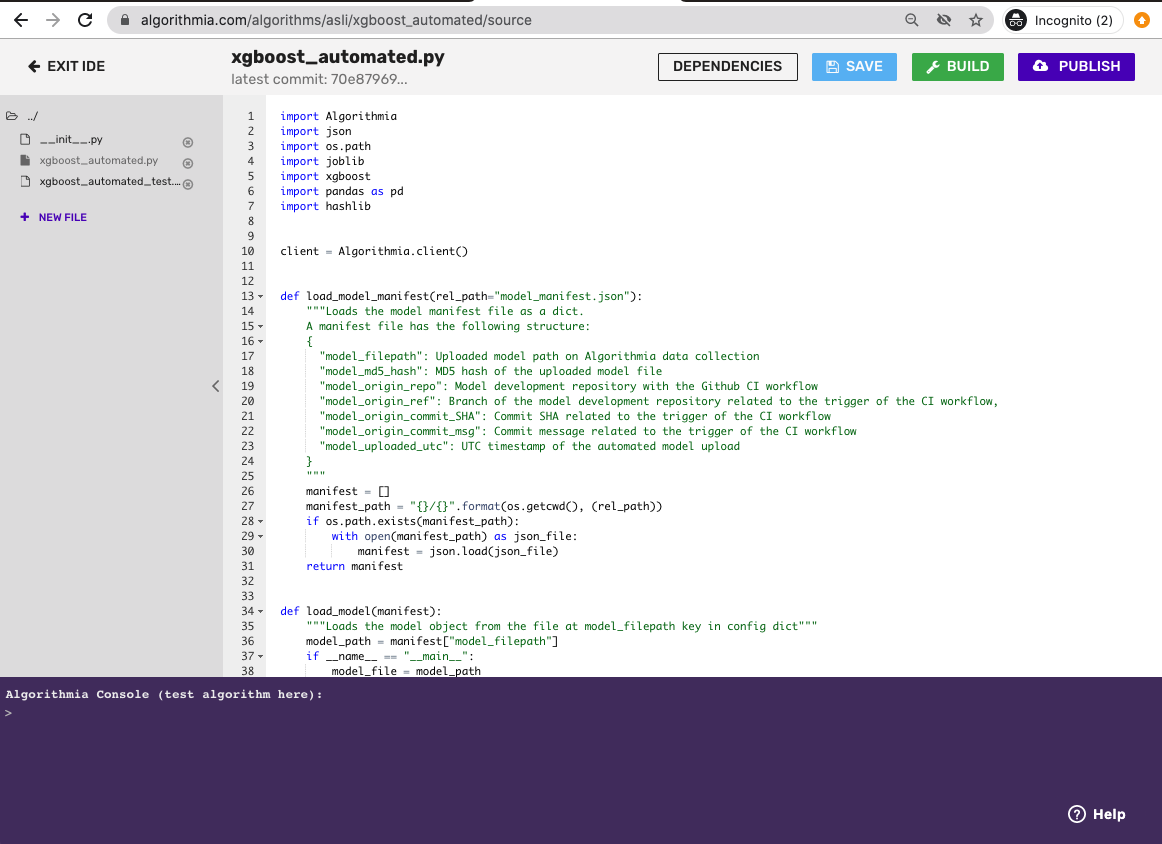 algorithmia.com/algorithms/asli/xgboost_automated/source
Incognito (2)
EXIT IDE
xgboost_automated.py
latest commit: 70e87969...
DEPENDENCIES
SAVE
BUILD
PUBLISH
../
__init__.py
xgboost_automated.py
xgboost_automated_test....
+ NEW FILE
1 import Algorithmia
2 import json
3 import os.path
4 import joblib
5 import xgboost
6 import pandas as pd
7 import hashlib
8
9
10 client = Algorithmia.client()
11
12
13 def load_model_manifest(rel_path="model_manifest.json"):
14     """Loads the model manifest file as a dict.
15     A manifest file has the following structure:
16     {
17       "model_filepath": Uploaded model path on Algorithmia data collection
18       "model_md5_hash": MD5 hash of the uploaded model file
19       "model_origin_repo": Model development repository with the Github CI workflow
20       "model_origin_ref": Branch of the model development repository related to the trigger of the CI workflow,
21       "model_origin_commit_SHA": Commit SHA related to the trigger of the CI workflow
22       "model_origin_commit_msg": Commit message related to the trigger of the CI workflow
23       "model_uploaded_utc": UTC timestamp of the automated model upload
24     }
25     """
26     manifest = []
27     manifest_path = "{}/{}".format(os.getcwd(), (rel_path))
28     if os.path.exists(manifest_path):
29         with open(manifest_path) as json_file:
30             manifest = json.load(json_file)
31     return manifest
32
33
34 def load_model(manifest):
35     """Loads the model object from the file at model_filepath key in config dict"""
36     model_path = manifest["model_filepath"]
37     if __name__ == "__main__":
38         model_file = model_path
Algorithmia Console (test algorithm here):
>
? Help